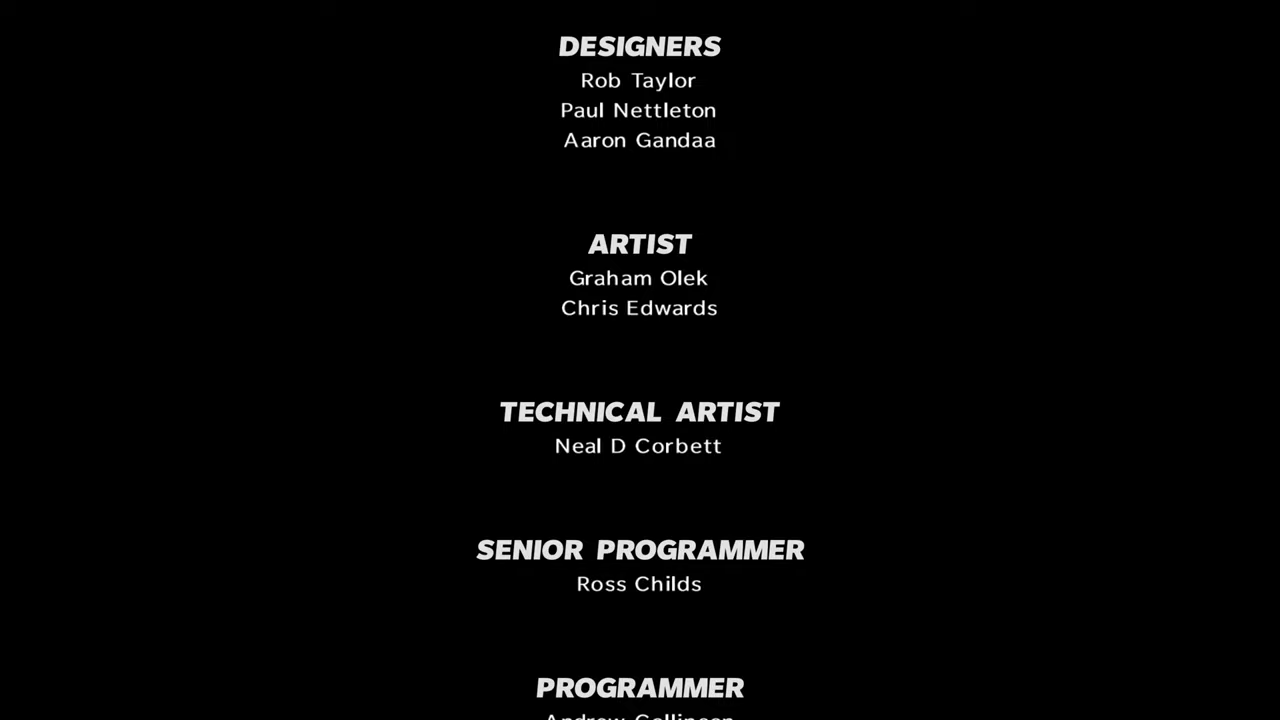 DESIGNERS
Rob Taylor
Paul Nettleton
Aaron Gandaa
ARTIST
Graham Olek
Chris Edwards
TECHNICAL ARTIST
Neal D Corbett
SENIOR PROGRAMMER
Ross Childs
PROGRAMMER
Andrew